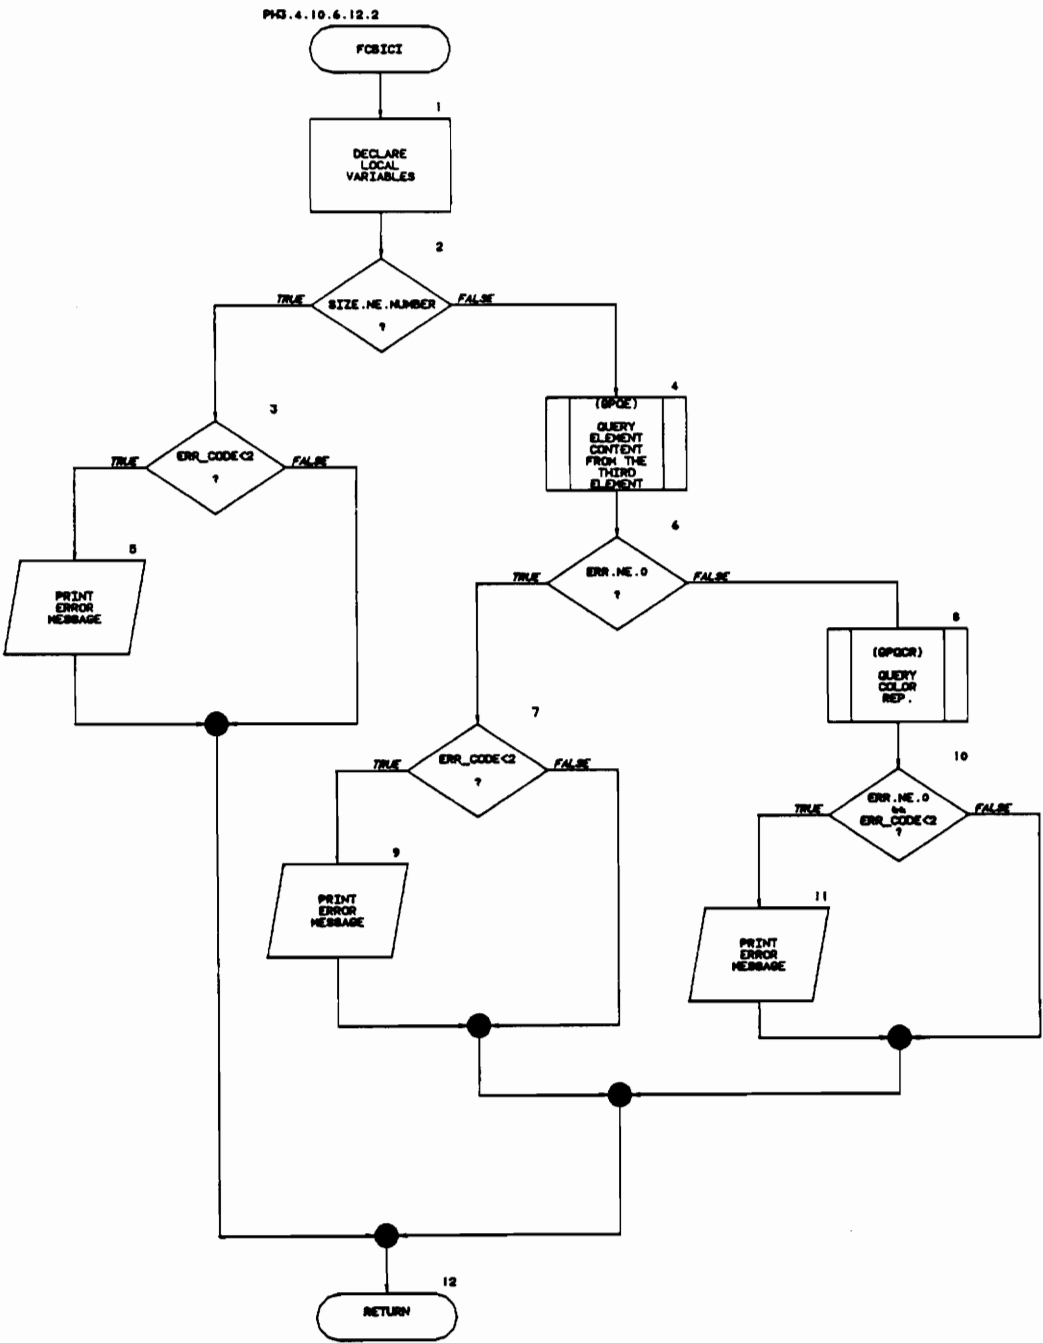 PH3.4.10.6.12.2
FCBICI
1
DECLARE
LOCAL
VARIABLES
2
TRUE
SIZE.NE.NUMBER
?
FALSE
3
TRUE
ERR_CODE<2
?
FALSE
4
(GPQE)
QUERY
ELEMENT
CONTENT
FROM THE
THIRD
ELEMENT
5
PRINT
ERROR
MESSAGE
6
TRUE
ERR.NE.0
?
FALSE
8
(GPQCR)
QUERY
COLOR
REP.
7
TRUE
ERR_CODE<2
?
FALSE
10
TRUE
ERR.NE.0
&&
ERR_CODE<2
?
FALSE
9
PRINT
ERROR
MESSAGE
11
PRINT
ERROR
MESSAGE
12
RETURN